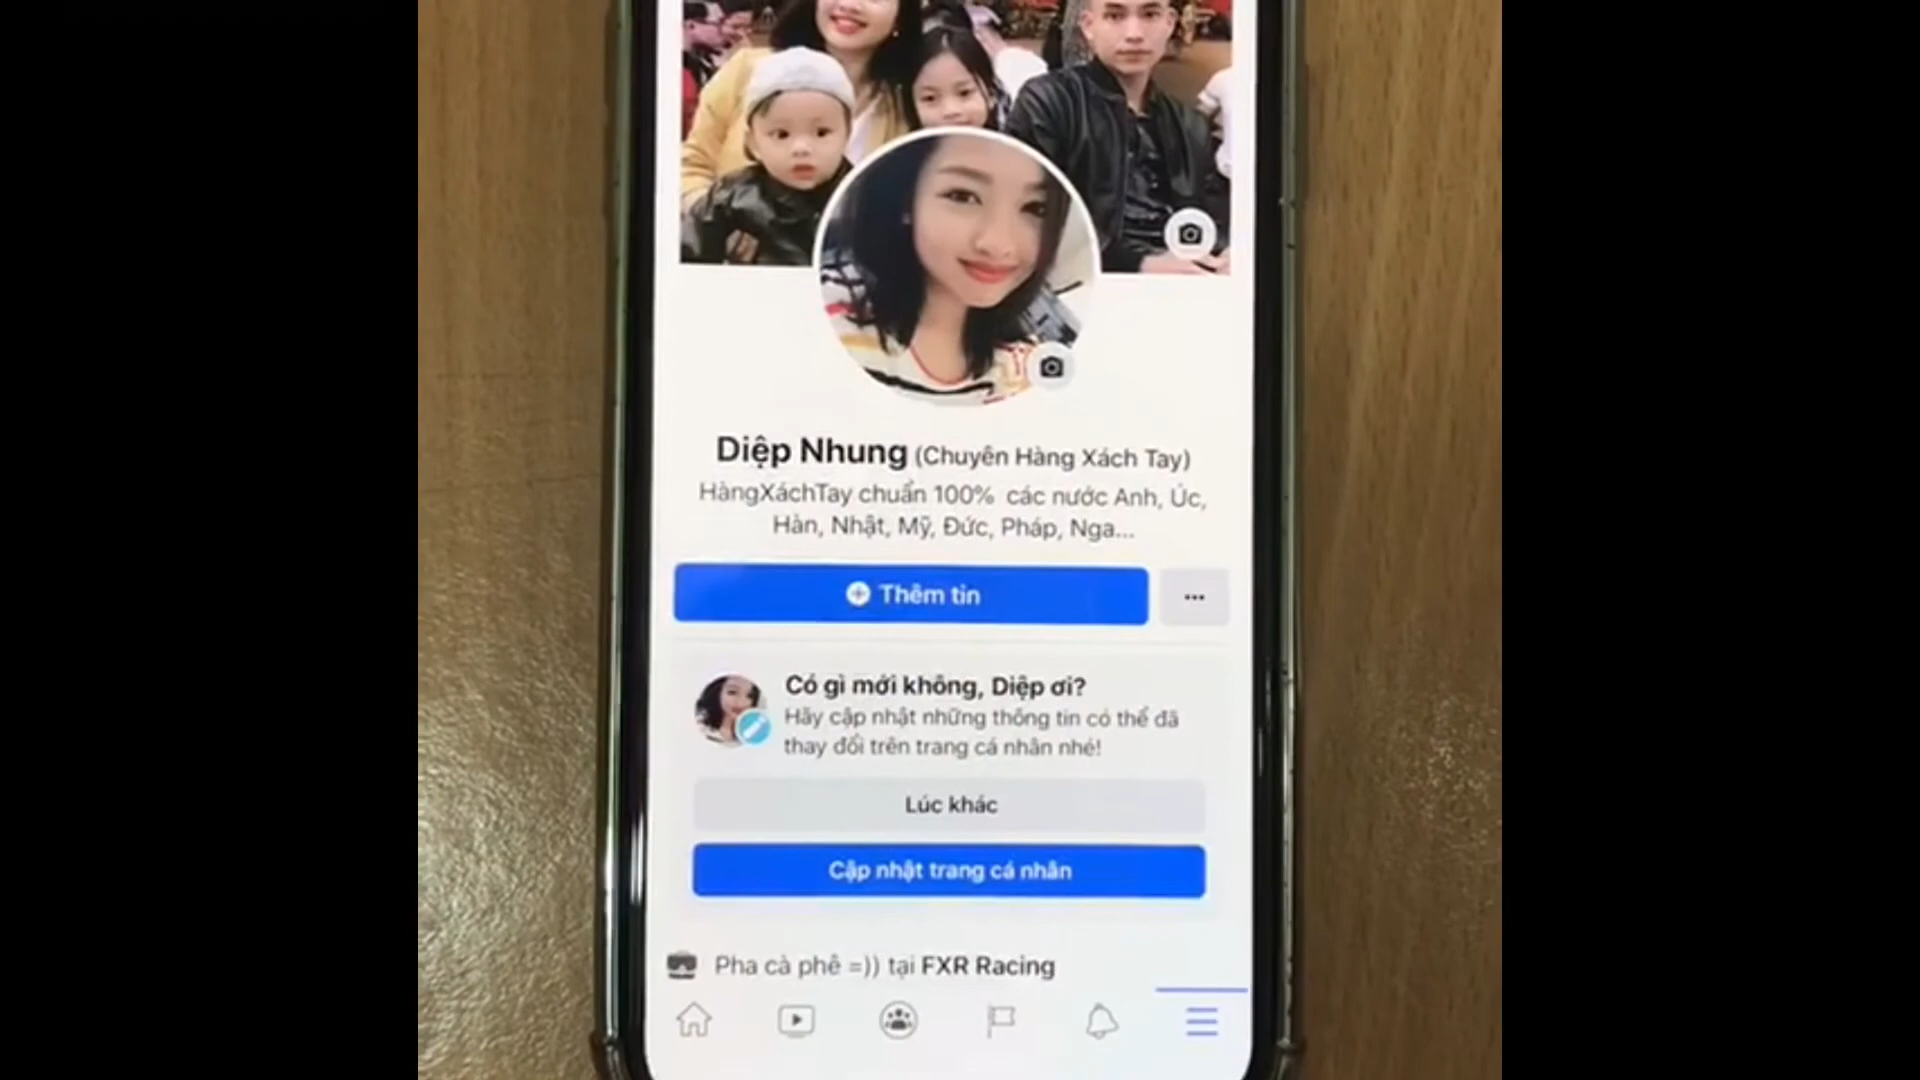 Diệp Nhung (Chuyên Hàng Xách Tay)
HàngXáchTay chuẩn 100% các nước Anh, Úc,
Hàn, Nhật, Mỹ, Đức, Pháp, Nga...
Thêm tin
Có gì mới không, Diệp ơi?
Hãy cập nhật những thông tin có thể đã
thay đổi trên trang cá nhân nhé!
Lúc khác
Cập nhật trang cá nhân
Pha cà phê =)) tại FXR Racing